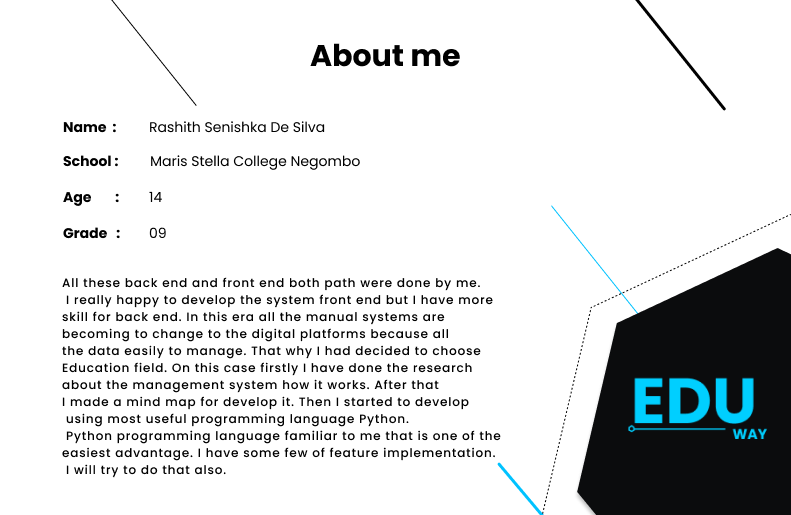 About me
Name : Rashith Senishka De Silva
School : Maris Stella College Negombo
Age : 14
Grade : 09
All these back end and front end both path were done by me.
I really happy to develop the system front end but I have more
skill for back end. In this era all the manual systems are
becoming to change to the digital platforms because all
the data easily to manage. That why I had decided to choose
Education field. On this case firstly I have done the research
about the management system how it works. After that
I made a mind map for develop it. Then I started to develop
using most useful programming language Python.
Python programming language familiar to me that is one of the
easiest advantage. I have some few of feature implementation.
I will try to do that also.
EDU
WAY